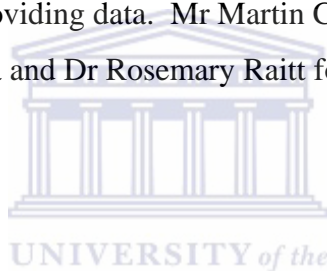 oviding data. Mr Martin C
and Dr Rosemary Raitt fo
UNIVERSITY of the